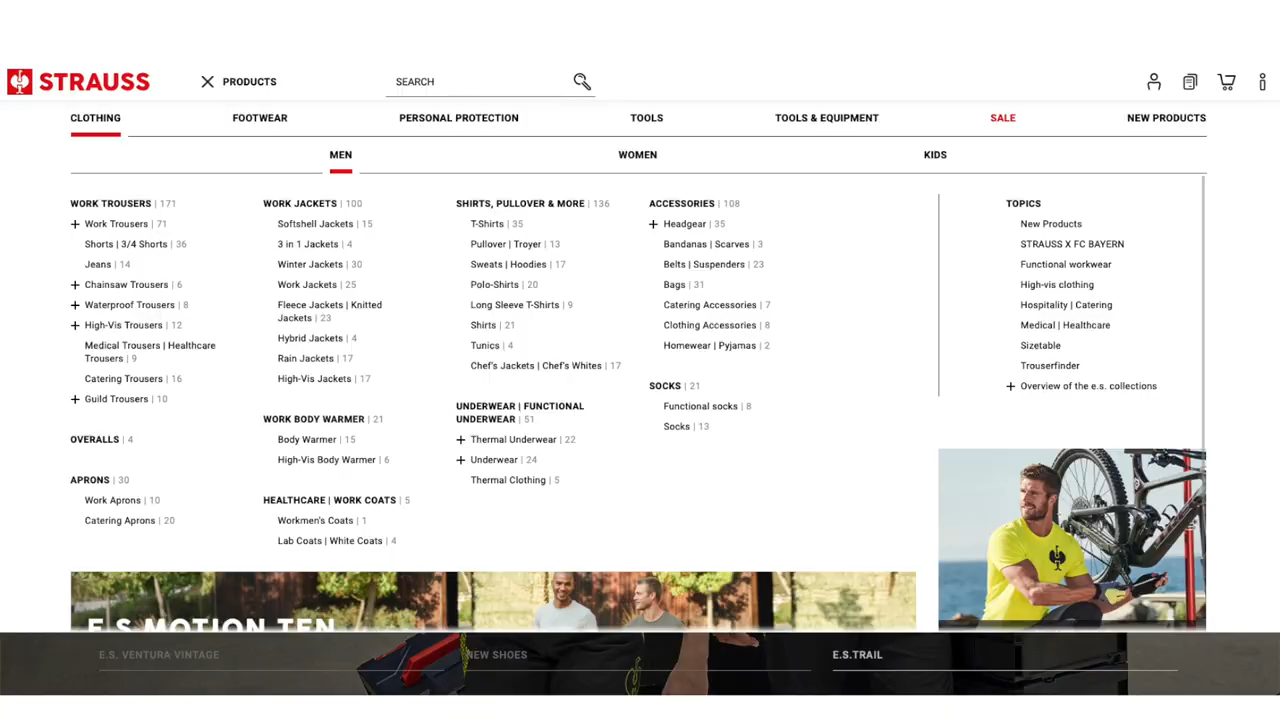 STRAUSS
PRODUCTS
SEARCH
CLOTHING
FOOTWEAR
PERSONAL PROTECTION
TOOLS
TOOLS & EQUIPMENT
SALE
NEW PRODUCTS
MEN
WOMEN
KIDS
WORK TROUSERS | 171
+ Work Trousers | 71
Shorts | 3/4 Shorts | 36
Jeans | 14
+ Chainsaw Trousers | 6
+ Waterproof Trousers | 8
+ High-Vis Trousers | 12
Medical Trousers | Healthcare
Trousers | 9
Catering Trousers | 16
+ Guild Trousers | 10
OVERALLS | 4
APRONS | 30
Work Aprons | 10
Catering Aprons | 20
WORK JACKETS | 100
Softshell Jackets | 15
3 in 1 Jackets | 4
Winter Jackets | 30
Work Jackets | 25
Fleece Jackets | Knitted
Jackets | 23
Hybrid Jackets | 4
Rain Jackets | 17
High-Vis Jackets | 17
WORK BODY WARMER | 21
Body Warmer | 15
High-Vis Body Warmer | 6
HEALTHCARE | WORK COATS | 5
Workmen's Coats | 1
Lab Coats | White Coats | 4
SHIRTS, PULLOVER & MORE | 136
T-Shirts | 35
Pullover | Troyer | 13
Sweats | Hoodies | 17
Polo-Shirts | 20
Long Sleeve T-Shirts | 9
Shirts | 21
Tunics | 4
Chef's Jackets | Chef's Whites | 17
UNDERWEAR | FUNCTIONAL
UNDERWEAR | 51
+ Thermal Underwear | 22
+ Underwear | 24
Thermal Clothing | 5
ACCESSORIES | 108
+ Headgear | 35
Bandanas | Scarves | 3
Belts | Suspenders | 23
Bags | 31
Catering Accessories | 7
Clothing Accessories | 8
Homewear | Pyjamas | 2
SOCKS | 21
Functional socks | 8
Socks | 13
TOPICS
New Products
STRAUSS X FC BAYERN
Functional workwear
High-vis clothing
Hospitality | Catering
Medical | Healthcare
Sizetable
Trouserfinder
+ Overview of the e.s. collections
E.S.MOTION TEN
E.S. VENTURA VINTAGE
NEW SHOES
E.S.TRAIL